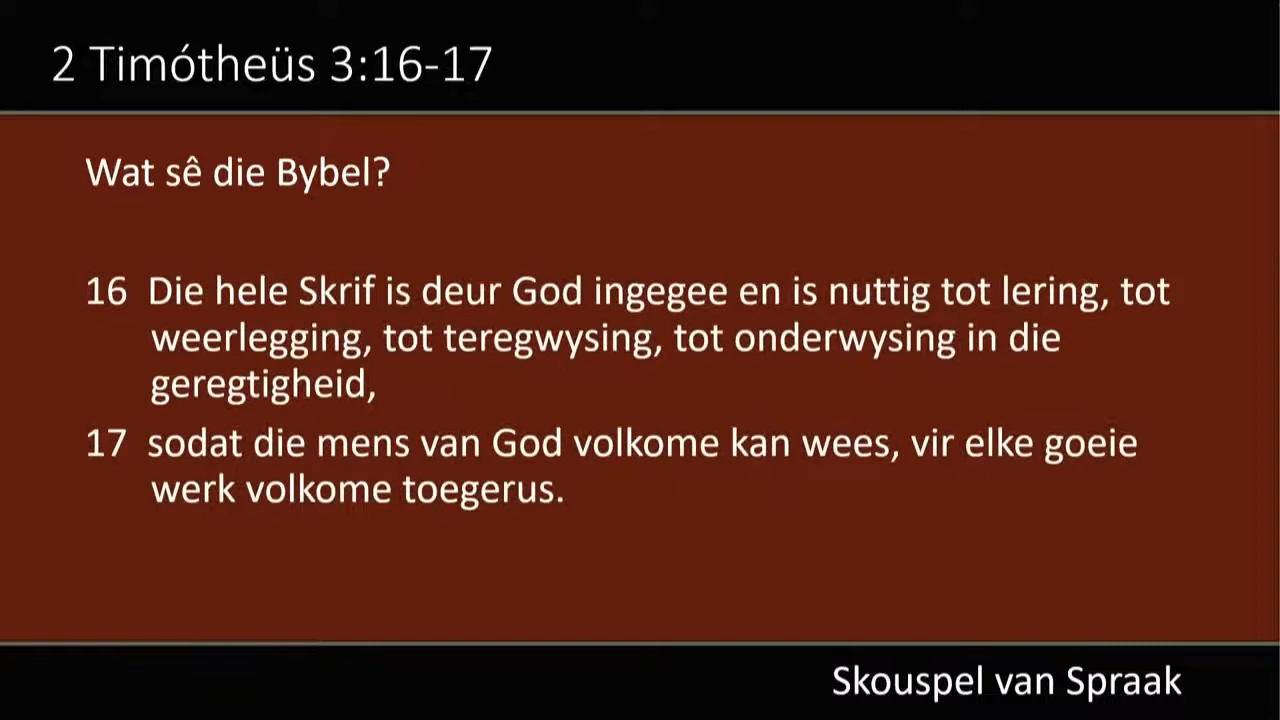 2 Timótheüs 3:16-17
Wat sê die Bybel?
16 Die hele Skrif is deur God ingegee en is nuttig tot lering, tot
weerlegging, tot teregwysing, tot onderwysing in die
geregtigheid,
17 sodat die mens van God volkome kan wees, vir elke goeie
werk volkome toegerus.
Skouspel van Spraak